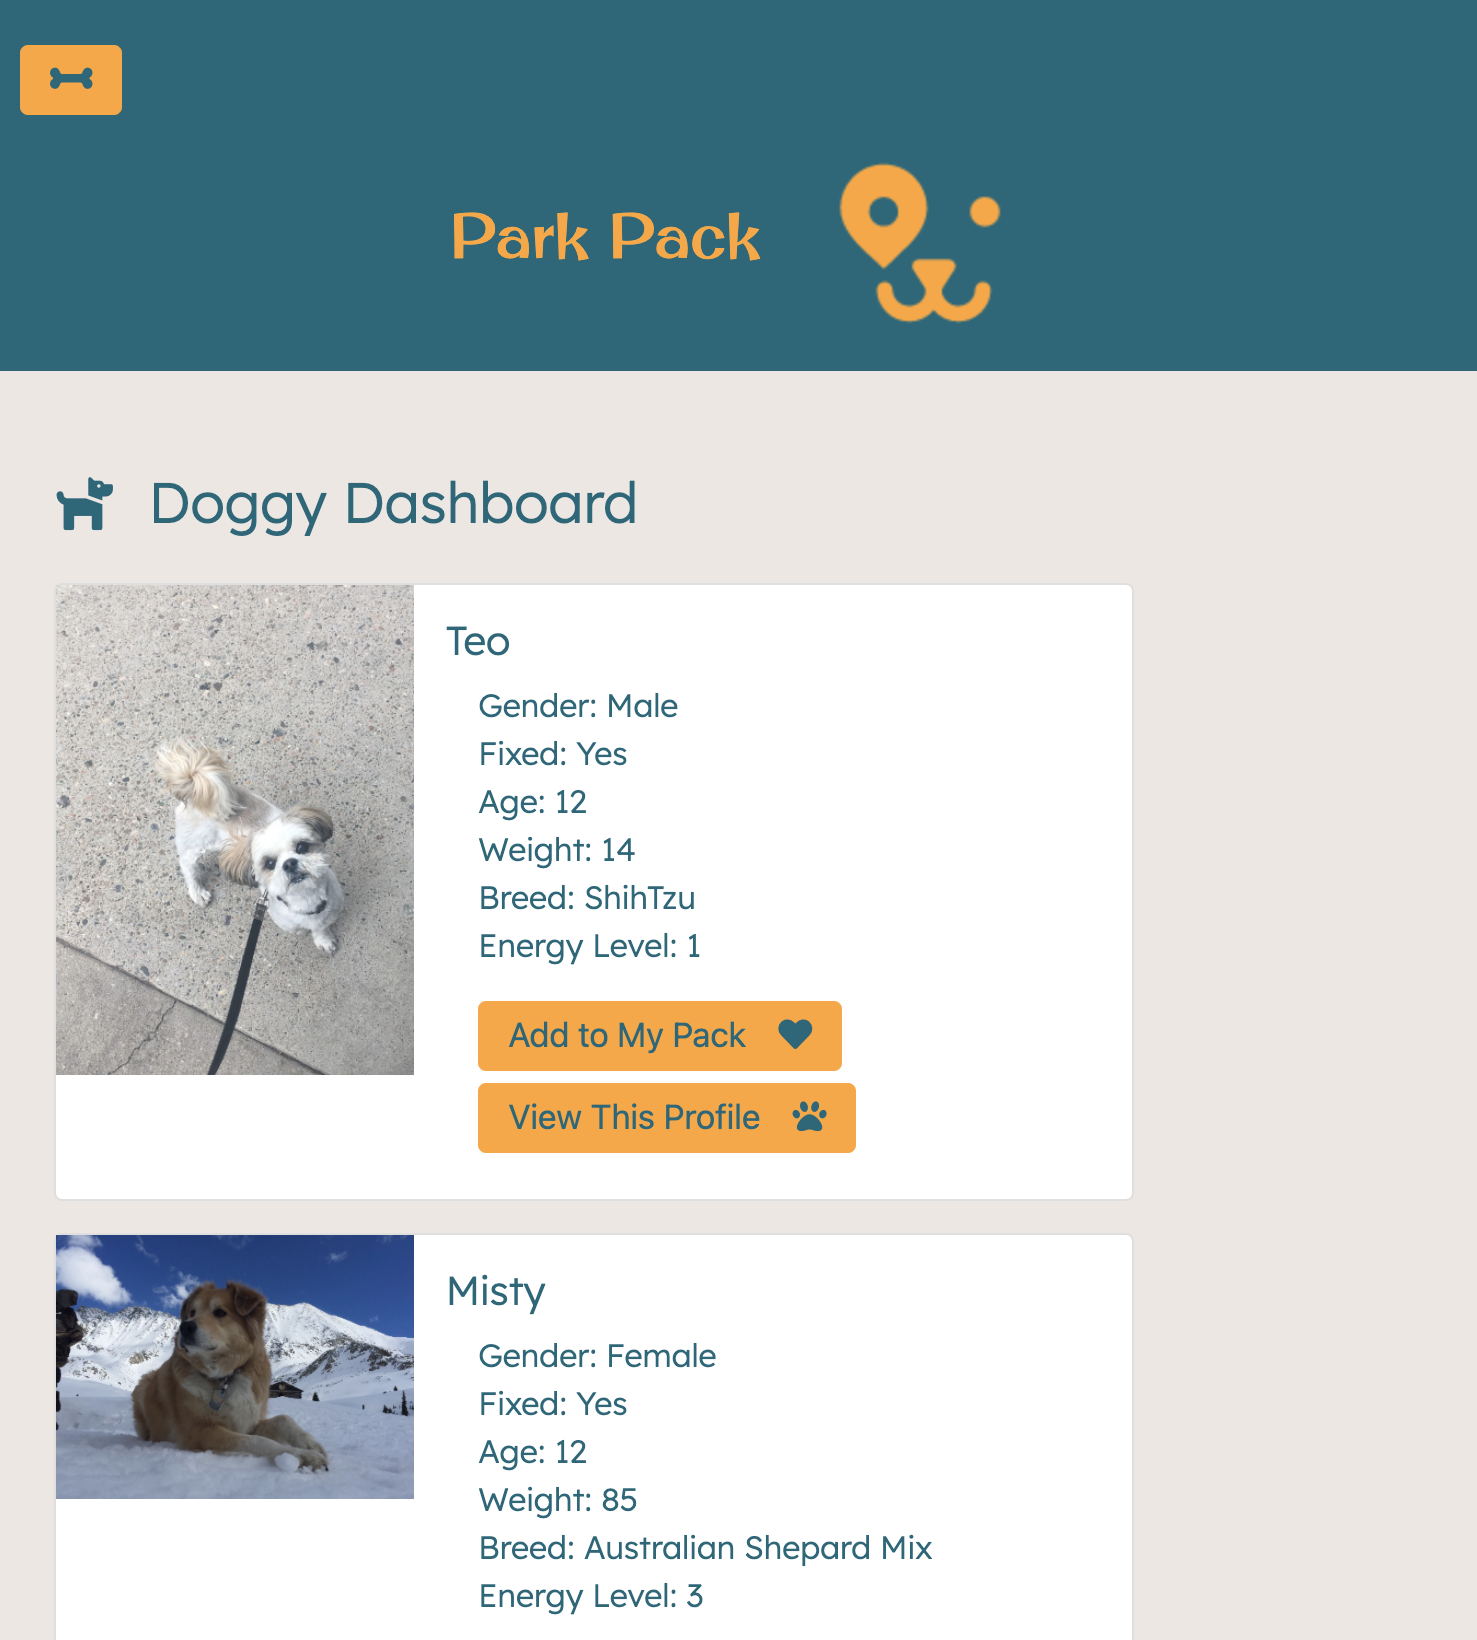 Park Pack
Doggy Dashboard
Teo
Gender: Male
Fixed: Yes
Age: 12
Weight: 14
Breed: ShihTzu
Energy Level: 1
Add to My Pack
View This Profile
Misty
Gender: Female
Fixed: Yes
Age: 12
Weight: 85
Breed: Australian Shepard Mix
Energy Level: 3